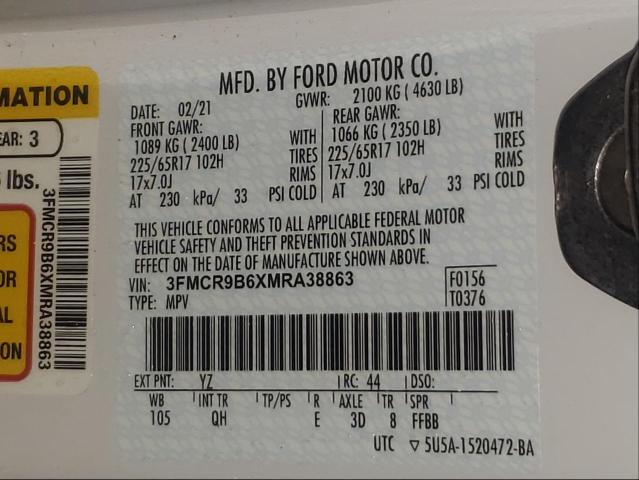 MFD. BY FORD MOTOR CO.
DATE: 02/21 GVWR: 2100 KG ( 4630 LB)
FRONT GAWR: REAR GAWR:
1089 KG ( 2400 LB) WITH 1066 KG ( 2350 LB) WITH
225/65R17 102H TIRES 225/65R17 102H TIRES
17x7.0J RIMS 17x7.0J RIMS
AT 230 kPa/ 33 PSI COLD AT 230 kPa/ 33 PSI COLD
THIS VEHICLE CONFORMS TO ALL APPLICABLE FEDERAL MOTOR
VEHICLE SAFETY AND THEFT PREVENTION STANDARDS IN
EFFECT ON THE DATE OF MANUFACTURE SHOWN ABOVE.
VIN: 3FMCR9B6XMRA38863 F0156
TYPE: MPV T0376
EXT PNT: YZ RC: 44 DSO:
WB INT TR TP/PS R AXLE TR SPR
105 QH E 3D 8 FFBB
UTC ▽5U5A-1520472-BA
MATION
EAR: 3
lbs.
3FMCR9B6XMRA38863
RS
OR
AL
ON